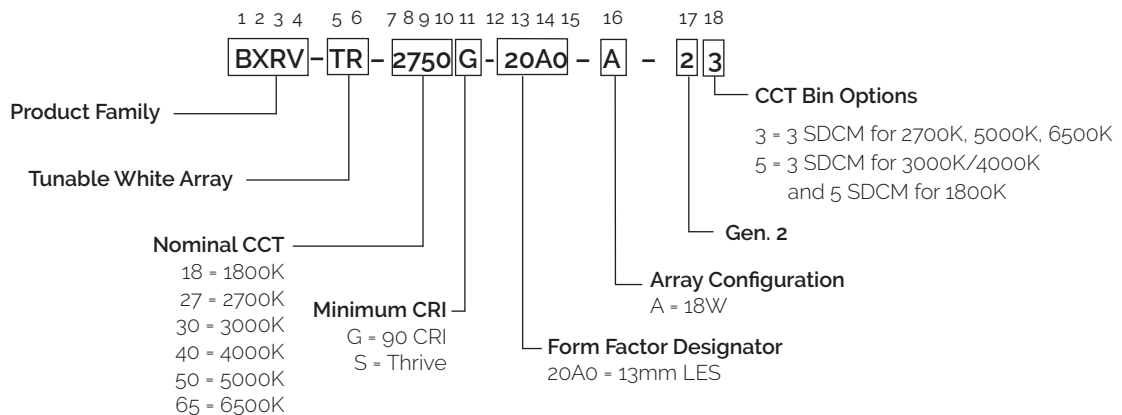 1 2 3 4 5 6 7 8 9 10 11 12 13 14 15 16 17 18
BXRV – TR – 2750 G - 20A0 – A – 2 3
Product Family
Tunable White Array
Nominal CCT
18 = 1800K
27 = 2700K
30 = 3000K
40 = 4000K
50 = 5000K
65 = 6500K
Minimum CRI
G = 90 CRI
S = Thrive
Form Factor Designator
20A0 = 13mm LES
Array Configuration
A = 18W
Gen. 2
CCT Bin Options
3 = 3 SDCM for 2700K, 5000K, 6500K
5 = 3 SDCM for 3000K/4000K
and 5 SDCM for 1800K